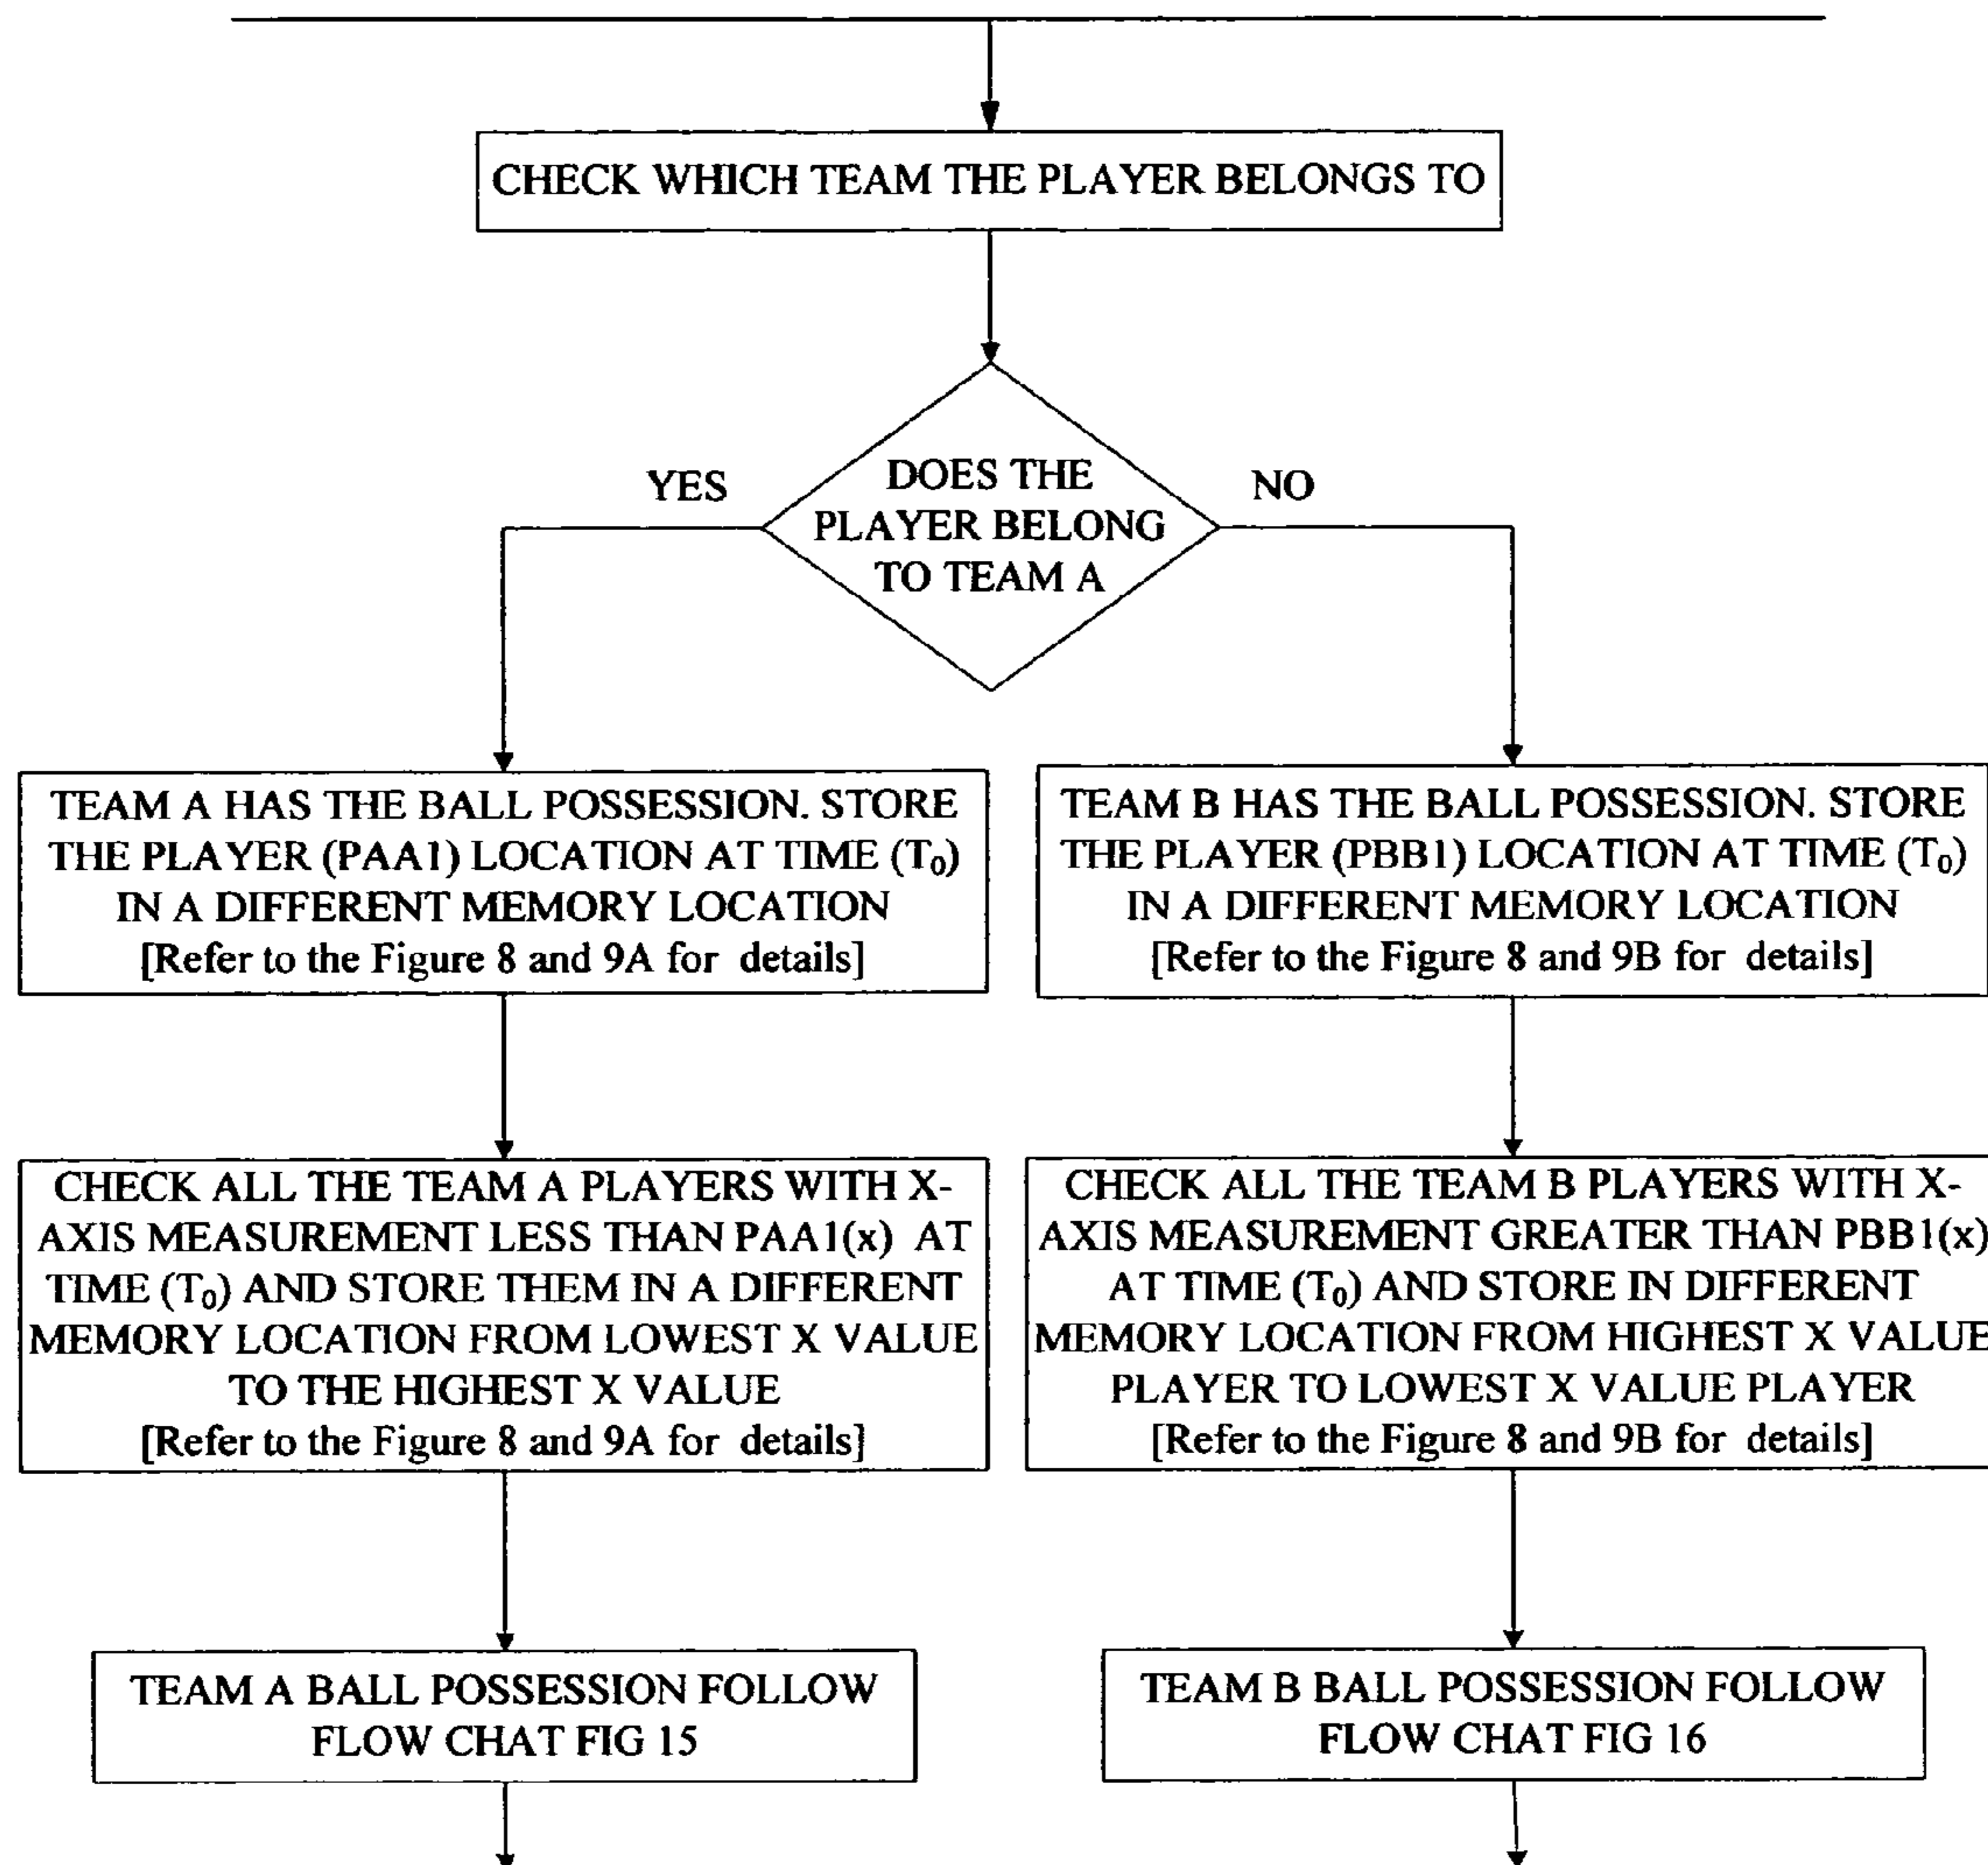 CHECK WHICH TEAM THE PLAYER BELONGS TO
DOES THE
PLAYER BELONG
TO TEAM A
YES
NO
TEAM A HAS THE BALL POSSESSION. STORE
THE PLAYER (PAA1) LOCATION AT TIME (T₀)
IN A DIFFERENT MEMORY LOCATION
[Refer to the Figure 8 and 9A for details]
TEAM B HAS THE BALL POSSESSION. STORE
THE PLAYER (PBB1) LOCATION AT TIME (T₀)
IN A DIFFERENT MEMORY LOCATION
[Refer to the Figure 8 and 9B for details]
CHECK ALL THE TEAM A PLAYERS WITH X-
AXIS MEASUREMENT LESS THAN PAA1(x) AT
TIME (T₀) AND STORE THEM IN A DIFFERENT
MEMORY LOCATION FROM LOWEST X VALUE
TO THE HIGHEST X VALUE
[Refer to the Figure 8 and 9A for details]
CHECK ALL THE TEAM B PLAYERS WITH X-
AXIS MEASUREMENT GREATER THAN PBB1(x)
AT TIME (T₀) AND STORE IN DIFFERENT
MEMORY LOCATION FROM HIGHEST X VALUE
PLAYER TO LOWEST X VALUE PLAYER
[Refer to the Figure 8 and 9B for details]
TEAM A BALL POSSESSION FOLLOW
FLOW CHAT FIG 15
TEAM B BALL POSSESSION FOLLOW
FLOW CHAT FIG 16